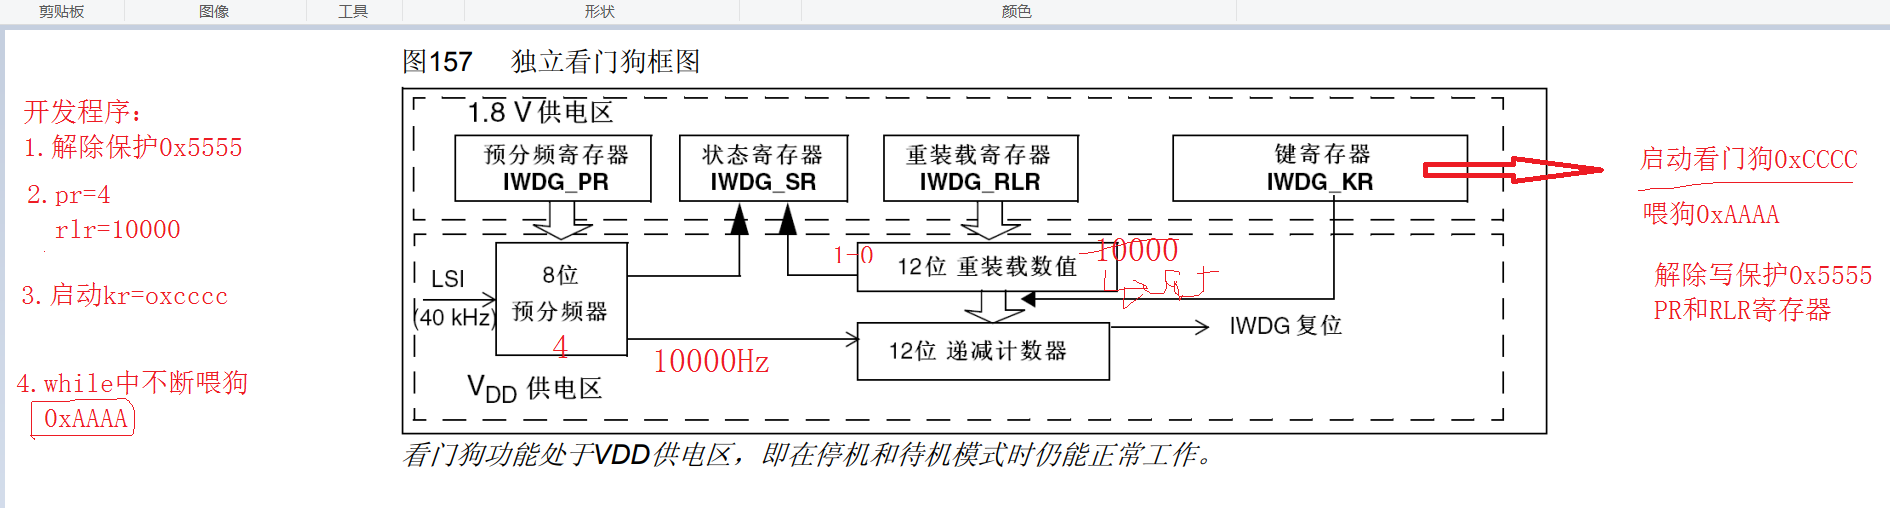 剪贴板 图像 工具 形状 颜色
图157 独立看门狗框图
开发程序：
1.解除保护0x5555
2.pr=4
rlr=10000
3.启动kr=oxcccc
4.while中不断喂狗
0xAAAA
1.8 V 供电区
预分频寄存器
IWDG_PR
状态寄存器
IWDG_SR
重装载寄存器
IWDG_RLR
键寄存器
IWDG_KR
启动看门狗0xCCCC
喂狗0xAAAA
解除写保护0x5555
PR和RLR寄存器
LSI
(40 kHz)
8位
预分频器
4
1-0
12位 重装载数值
10000
10000Hz
12位 递减计数器
IWDG 复位
VDD 供电区
看门狗功能处于VDD供电区，即在停机和待机模式时仍能正常工作。